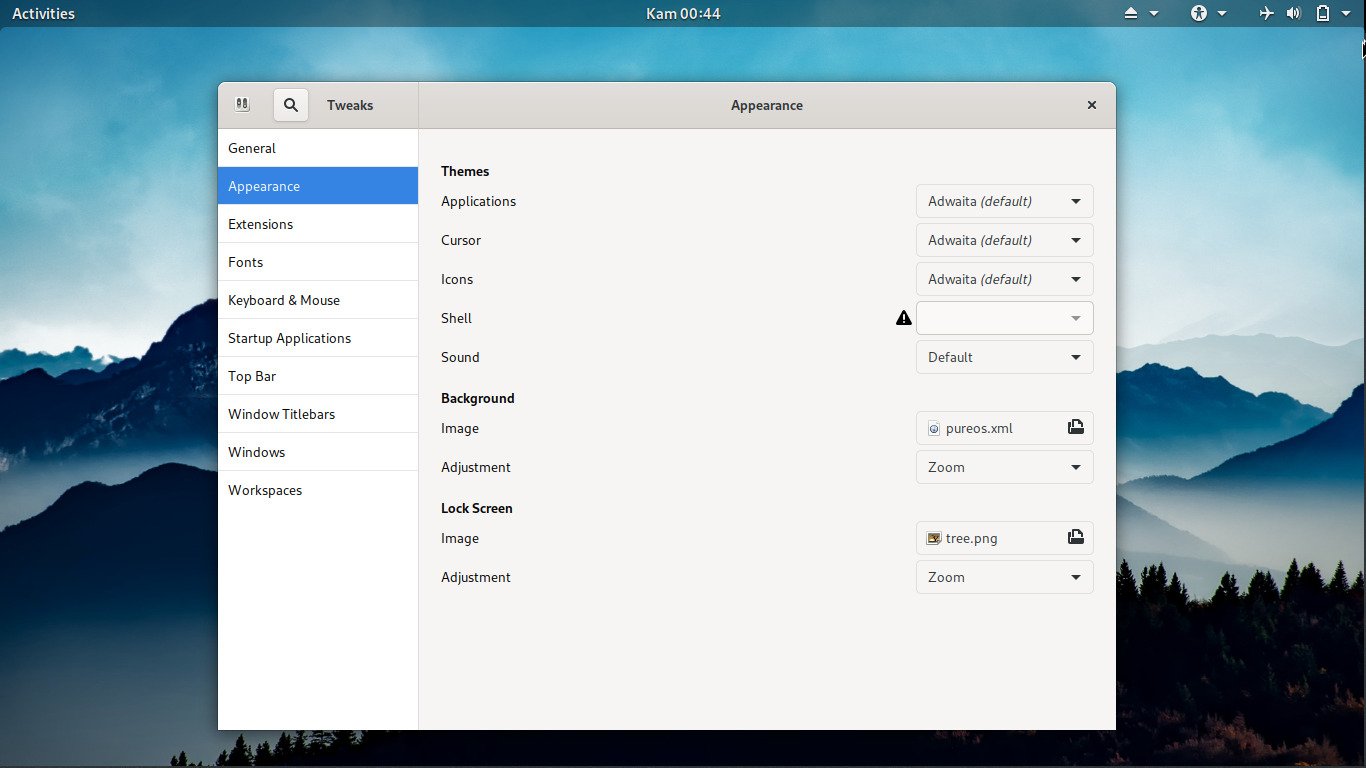 Activities
Kam 00:44
Tweaks
Appearance
General
Appearance
Extensions
Fonts
Keyboard & Mouse
Startup Applications
Top Bar
Window Titlebars
Windows
Workspaces
Themes
Applications Adwaita (default)
Cursor Adwaita (default)
Icons Adwaita (default)
Shell
Sound Default
Background
Image pureos.xml
Adjustment Zoom
Lock Screen
Image tree.png
Adjustment Zoom